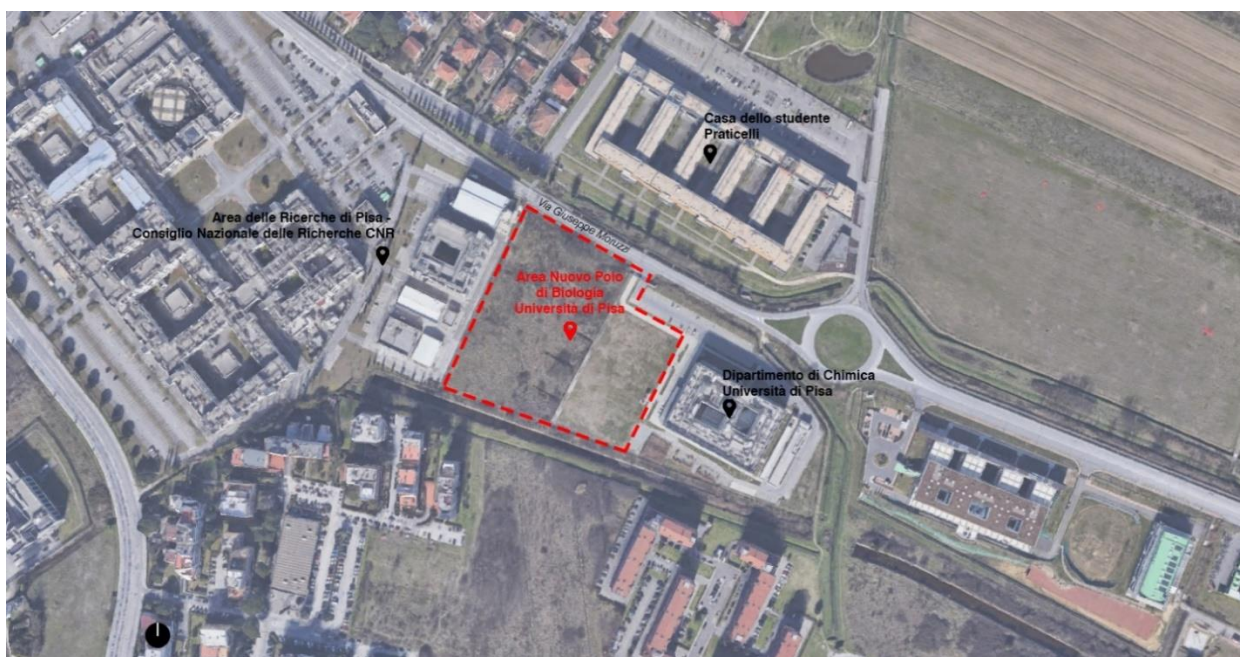 Casa dello studente
Praticelli
Area delle Ricerche di Pisa -
Consiglio Nazionale delle Richerche CNR
Via Giuseppe Moruzzi
Area Nuovo Polo
di Biologia
Università di Pisa
Dipartimento di Chimica
Università di Pisa